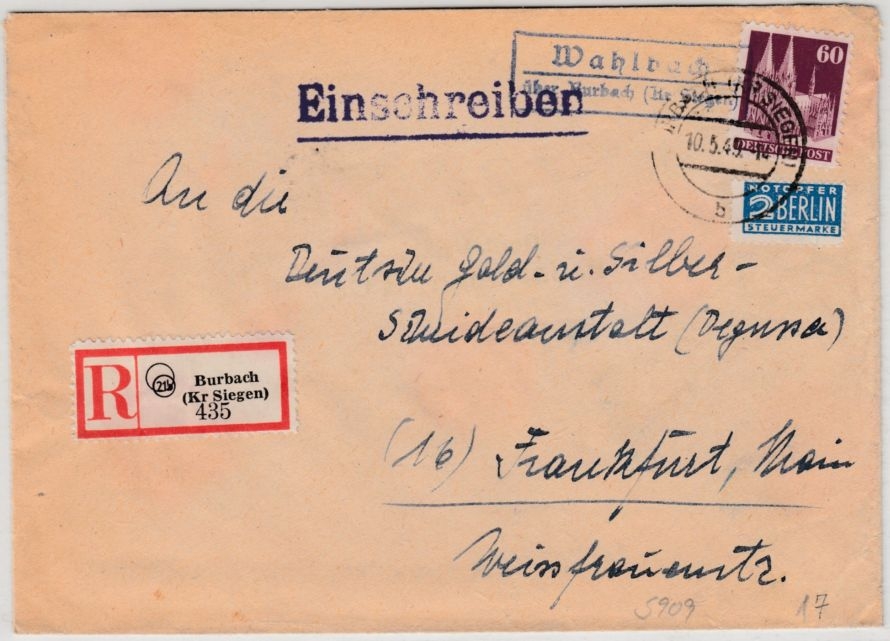 Wahlbach
über Burbach (Kr Siegen)
60
DEUTSCHE POST
Einschreiben
10.5.49
b
NOTOPFER
2 BERLIN
STEUERMARKE
An die
Deutsche Gold- u. Silber-
Scheideanstalt (Degussa)
R
21b
Burbach
(Kr Siegen)
435
(16) Frankfurt, Main
Weissfrauenstr.
5909
17